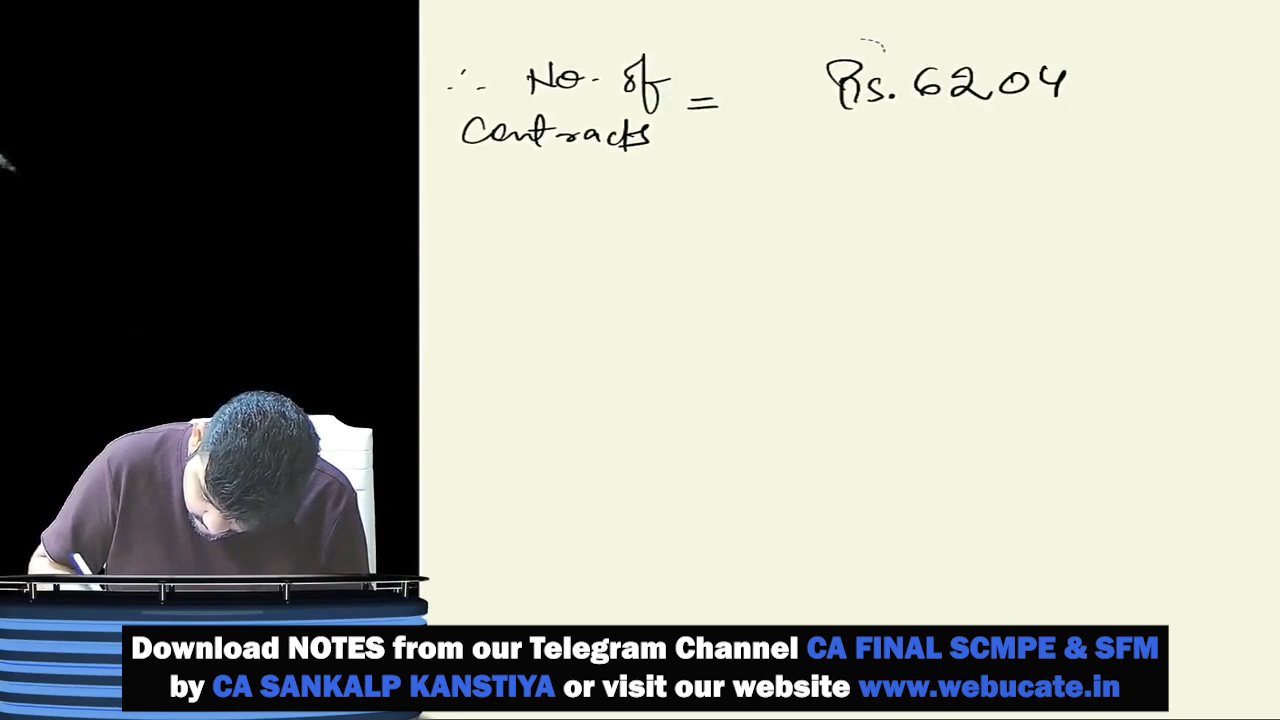 ∴ No. of
Contracts = Rs. 6204
Download NOTES from our Telegram Channel CA FINAL SCMPE & SFM
by CA SANKALP KANSTIYA or visit our website www.webucate.in